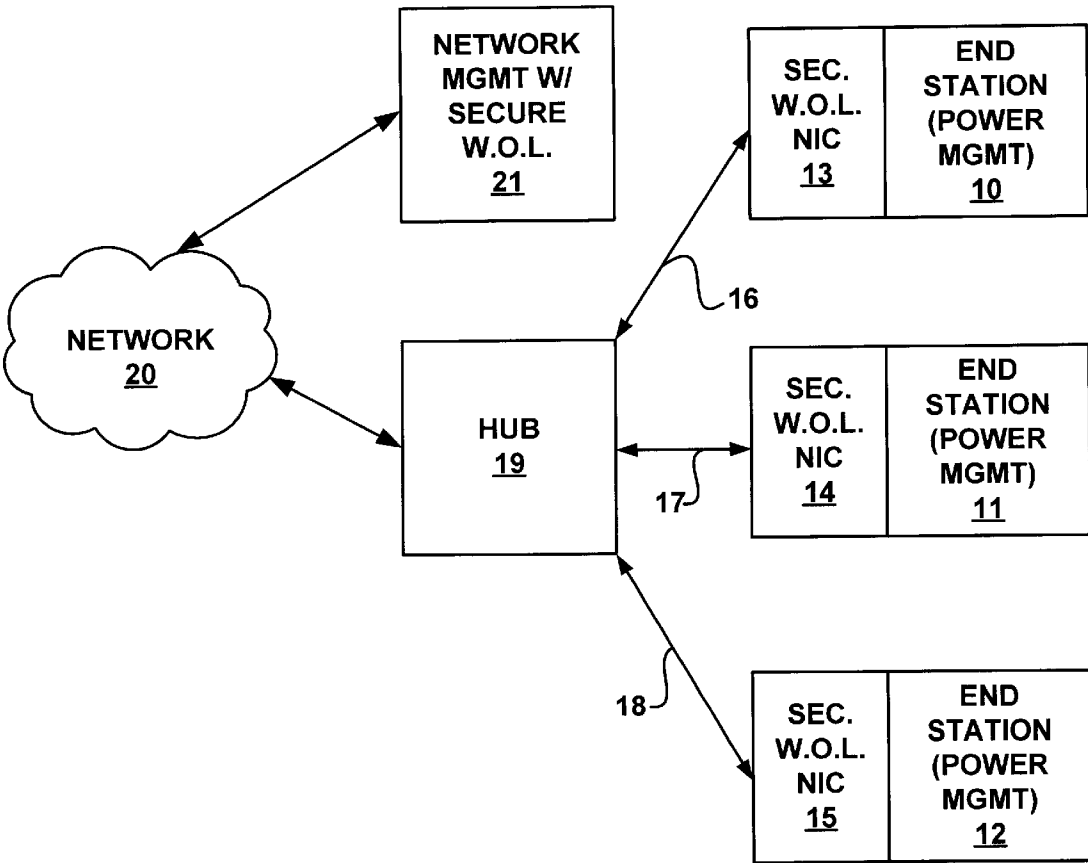 NETWORK
MGMT W/
SECURE
W.O.L.
21
SEC.
W.O.L.
NIC
13
END
STATION
(POWER
MGMT)
10
16
NETWORK
20
HUB
19
17
SEC.
W.O.L.
NIC
14
END
STATION
(POWER
MGMT)
11
18
SEC.
W.O.L.
NIC
15
END
STATION
(POWER
MGMT)
12